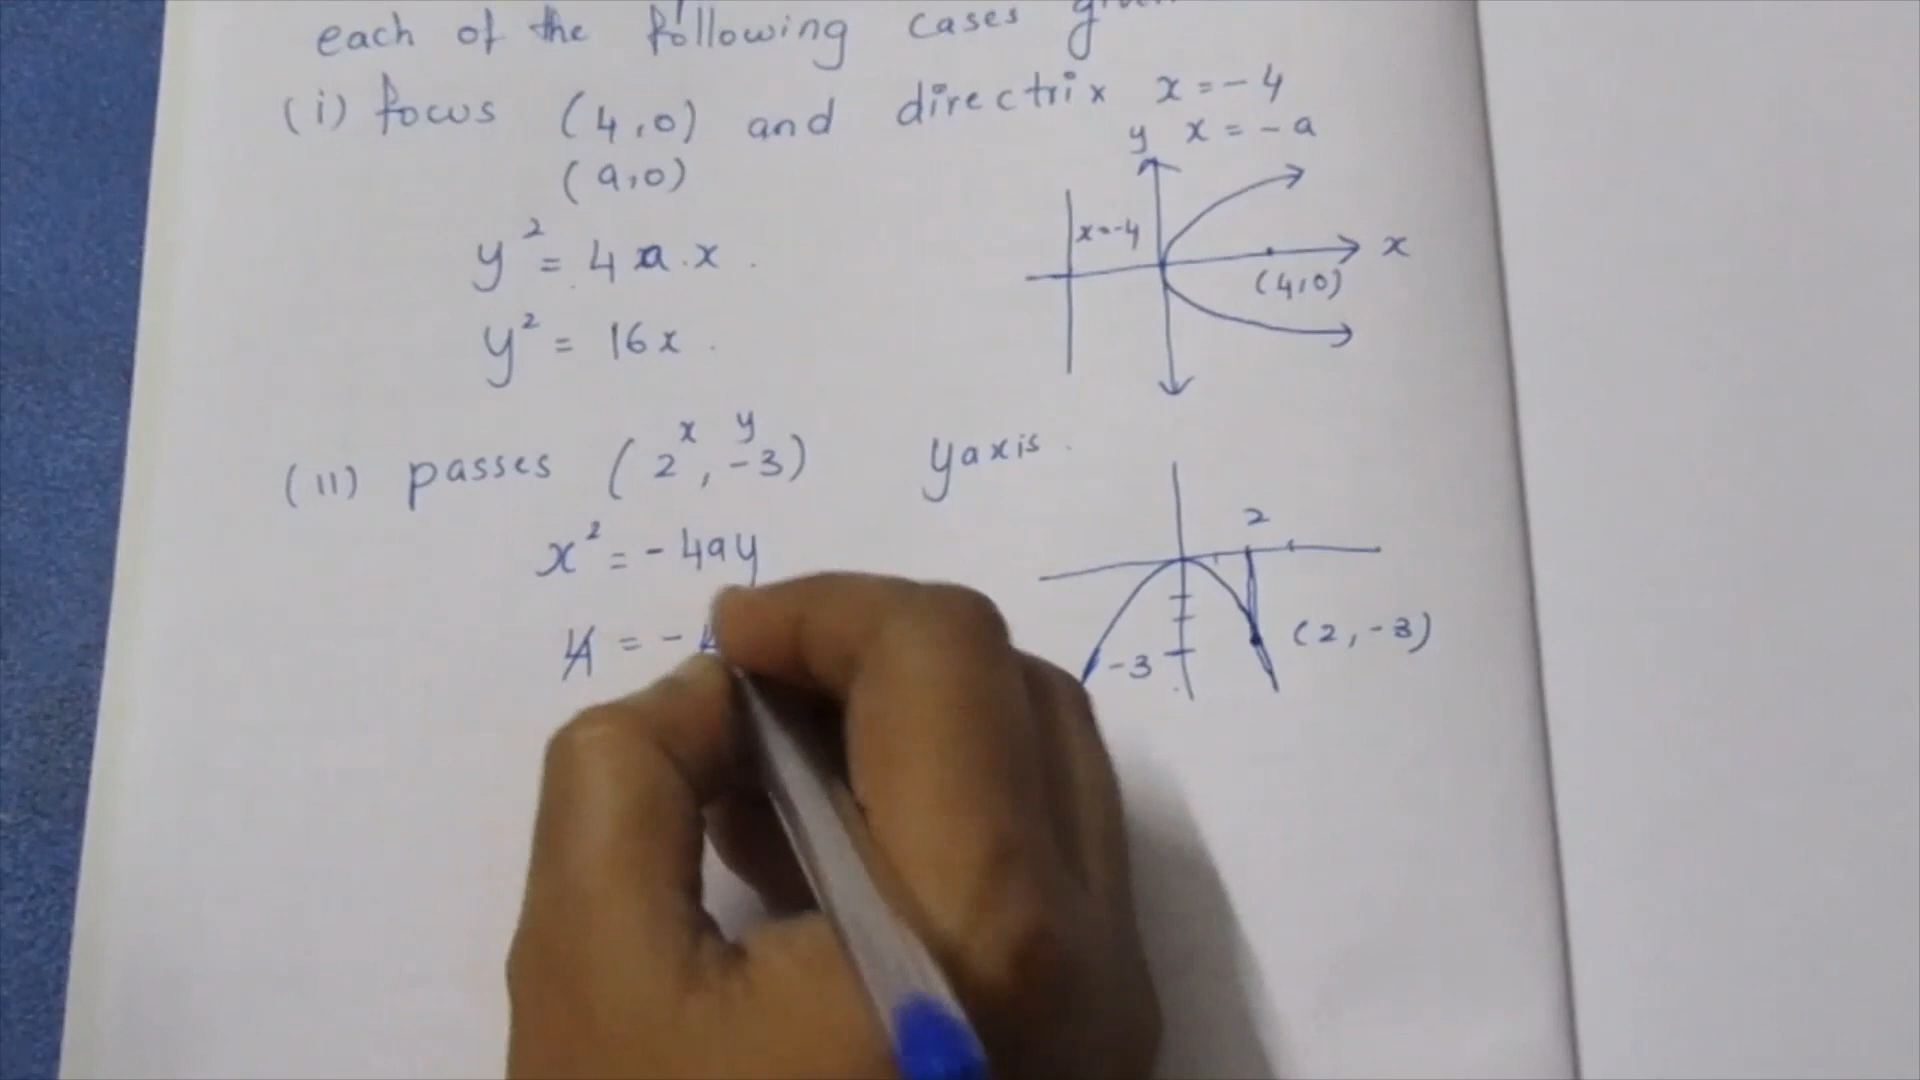 each of the following cases
(i) focus (4,0) and directrix x = -4
(a,0)
x = -a
y² = 4a.x.
y² = 16x.
y
x=-4
x
(4,0)
(ii) passes (2, -3) y axis.
x y
x² = -4ay
4 = -
2
(2,-3)
-3